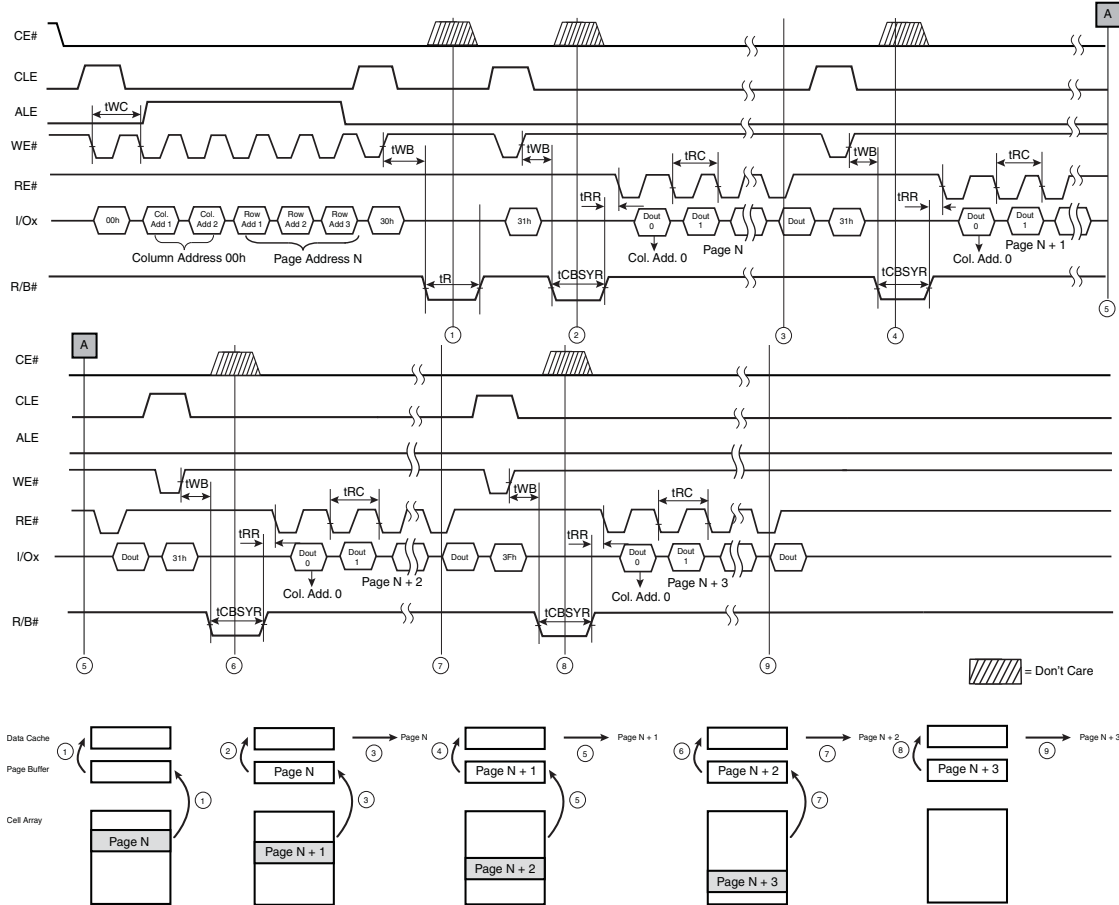 A
CE#
CLE
ALE
tWC
WE#
tWB
tWB
tWB
RE#
tRC
tRC
tRR
tRR
I/Ox
00h
Col. Add 1
Col. Add 2
Row Add 1
Row Add 2
Row Add 3
30h
31h
Dout 0
Dout 1
Dout
31h
Dout 0
Dout 1
Column Address 00h
Page Address N
Col. Add. 0
Page N
Col. Add. 0
Page N + 1
R/B#
tR
tCBSYR
tCBSYR
1
2
3
4
5
A
CE#
CLE
ALE
WE#
tWB
tWB
RE#
tRC
tRC
tRR
tRR
I/Ox
Dout
31h
Dout 0
Dout 1
Dout
3Fh
Dout 0
Dout 1
Dout
Col. Add. 0
Page N + 2
Col. Add. 0
Page N + 3
R/B#
tCBSYR
tCBSYR
5
6
7
8
9
= Don't Care
Data Cache
1
2
3
Page N
4
5
Page N + 1
6
7
Page N + 2
8
9
Page N + 3
Page Buffer
Page N
Page N + 1
Page N + 2
Page N + 3
1
3
5
7
Cell Array
Page N
Page N + 1
Page N + 2
Page N + 3